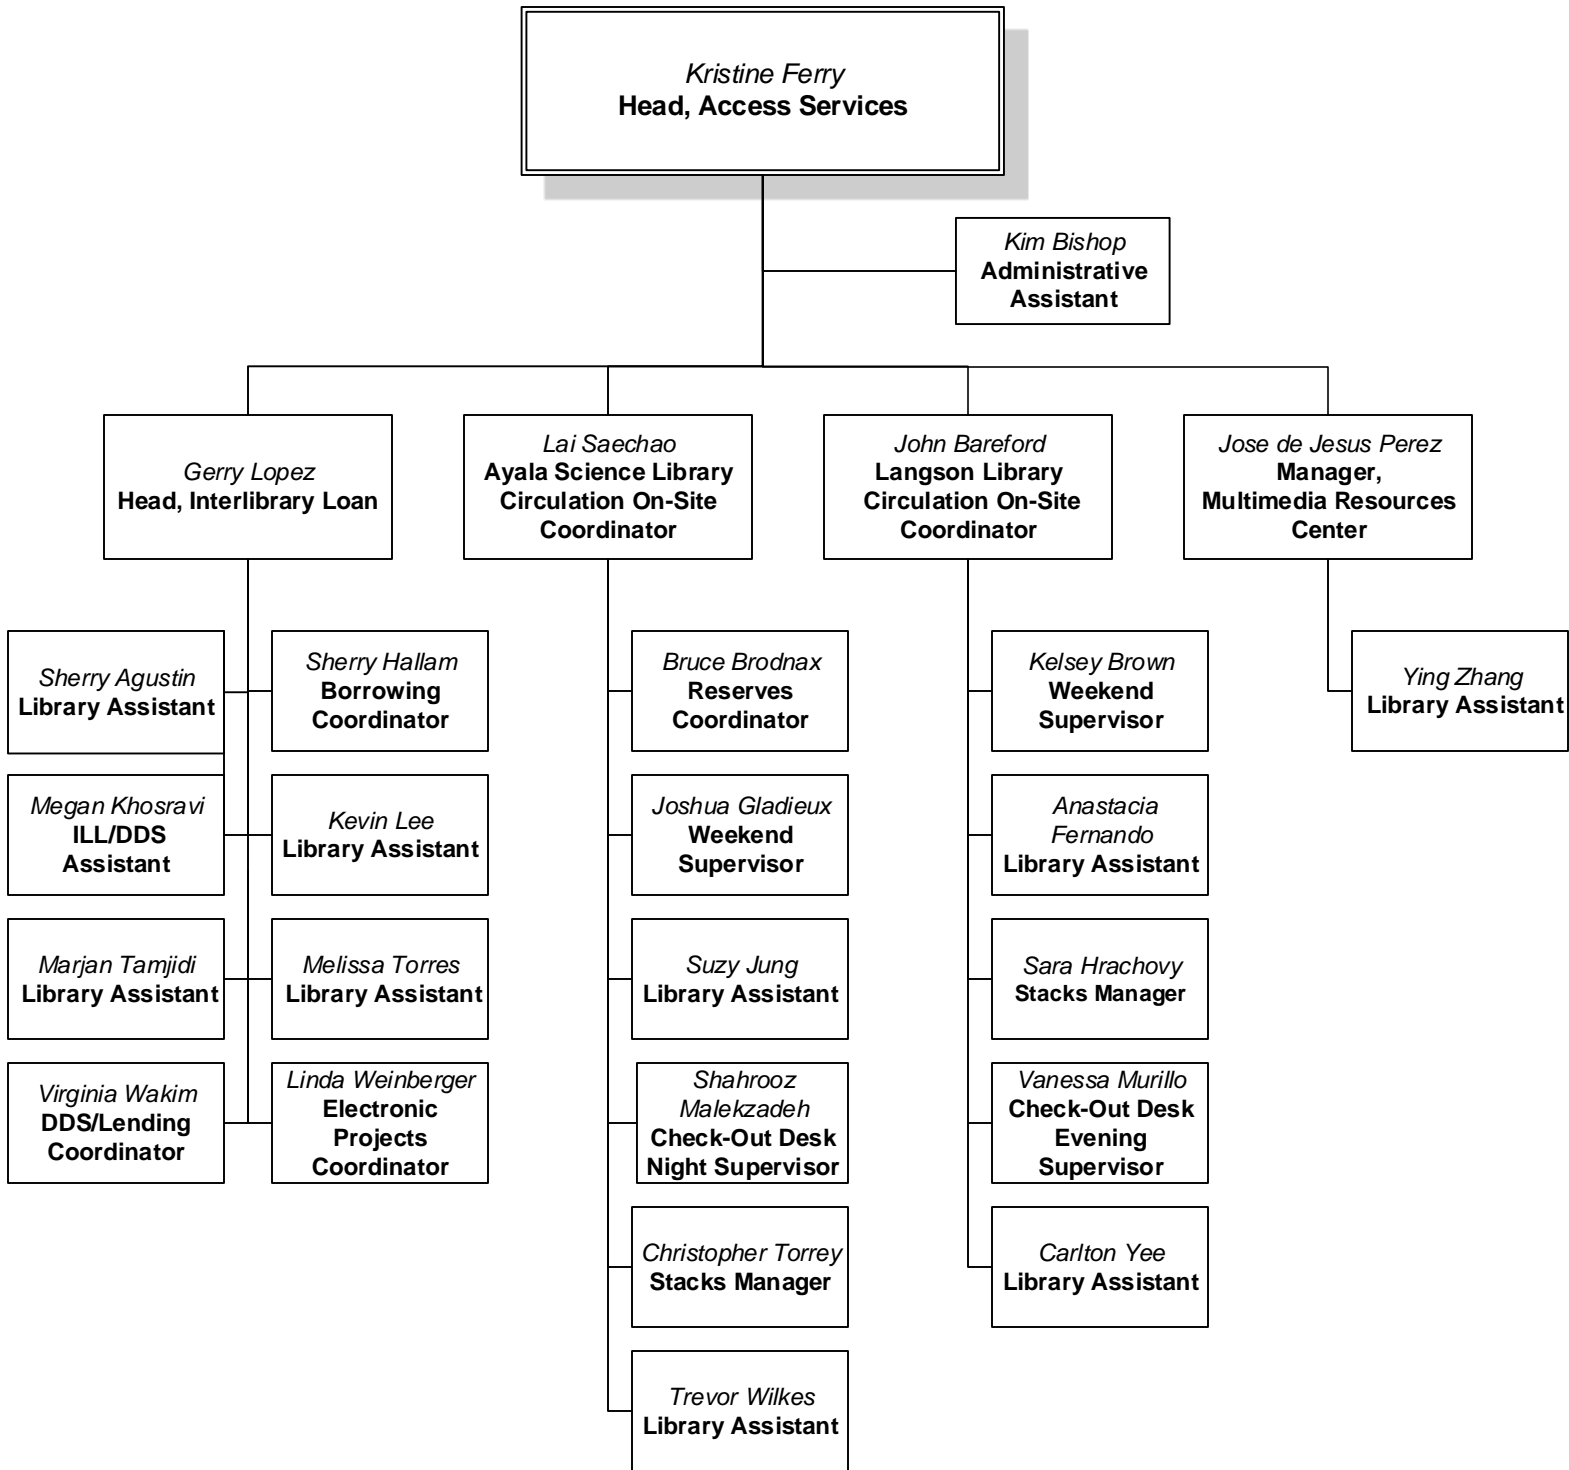 Kristine Ferry
Head, Access Services
Kim Bishop
Administrative
Assistant
Gerry Lopez
Head, Interlibrary Loan
Lai Saechao
Ayala Science Library
Circulation On-Site
Coordinator
John Bareford
Langson Library
Circulation On-Site
Coordinator
Jose de Jesus Perez
Manager,
Multimedia Resources
Center
Sherry Agustin
Library Assistant
Sherry Hallam
Borrowing
Coordinator
Megan Khosravi
ILL/DDS
Assistant
Kevin Lee
Library Assistant
Marjan Tamjidi
Library Assistant
Melissa Torres
Library Assistant
Virginia Wakim
DDS/Lending
Coordinator
Linda Weinberger
Electronic
Projects
Coordinator
Bruce Brodnax
Reserves
Coordinator
Joshua Gladieux
Weekend
Supervisor
Suzy Jung
Library Assistant
Shahrooz
Malekzadeh
Check-Out Desk
Night Supervisor
Christopher Torrey
Stacks Manager
Trevor Wilkes
Library Assistant
Kelsey Brown
Weekend
Supervisor
Anastacia
Fernando
Library Assistant
Sara Hrachovy
Stacks Manager
Vanessa Murillo
Check-Out Desk
Evening
Supervisor
Carlton Yee
Library Assistant
Ying Zhang
Library Assistant